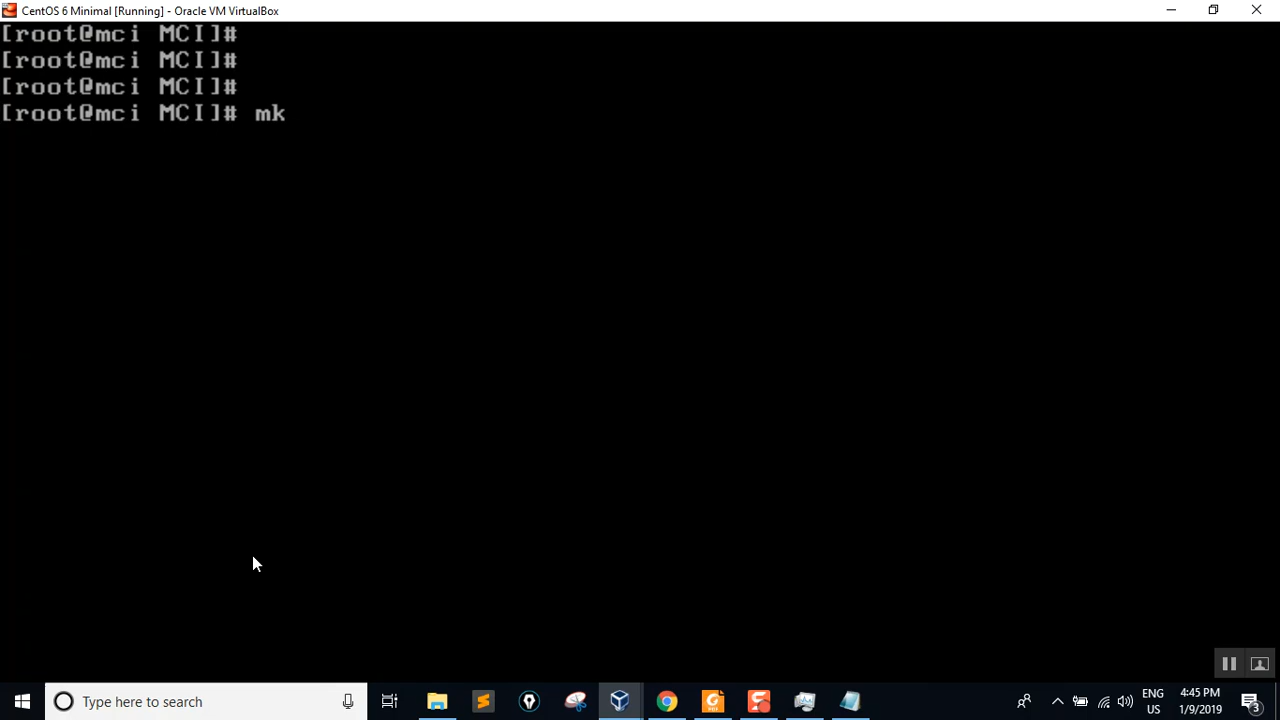 CentOS 6 Minimal [Running] - Oracle VM VirtualBox
[root@mci MCI]#
[root@mci MCI]#
[root@mci MCI]#
[root@mci MCI]# mk
Type here to search
ENG
US
4:45 PM
1/9/2019
3